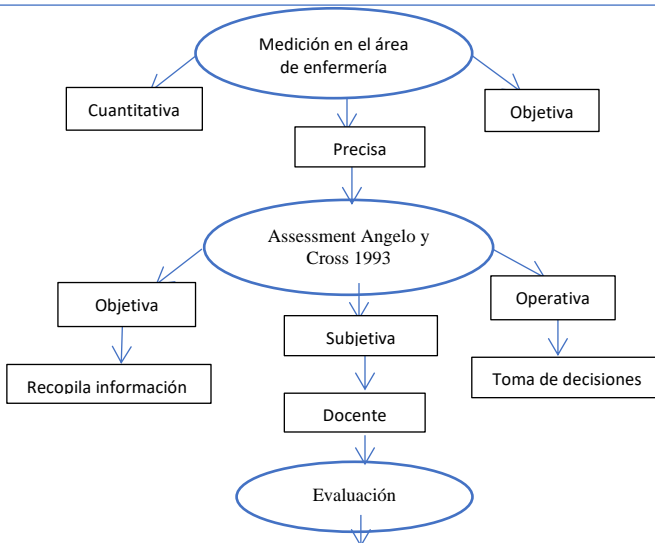 Medición en el área
de enfermería
Cuantitativa
Objetiva
Precisa
Assessment Angelo y
Cross 1993
Objetiva
Operativa
Subjetiva
Recopila información
Toma de decisiones
Docente
Evaluación